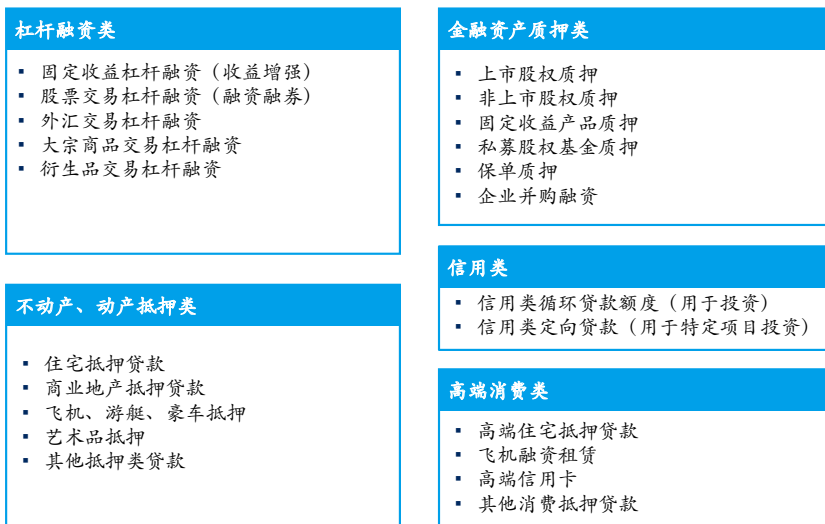 杠杆融资类
▪ 固定收益杠杆融资（收益增强）
▪ 股票交易杠杆融资（融资融券）
▪ 外汇交易杠杆融资
▪ 大宗商品交易杠杆融资
▪ 衍生品交易杠杆融资
不动产、动产抵押类
▪ 住宅抵押贷款
▪ 商业地产抵押贷款
▪ 飞机、游艇、豪车抵押
▪ 艺术品抵押
▪ 其他抵押类贷款
金融资产质押类
▪ 上市股权质押
▪ 非上市股权质押
▪ 固定收益产品质押
▪ 私募股权基金质押
▪ 保单质押
▪ 企业并购融资
信用类
▪ 信用类循环贷款额度（用于投资）
▪ 信用类定向贷款（用于特定项目投资）
高端消费类
▪ 高端住宅抵押贷款
▪ 飞机融资租赁
▪ 高端信用卡
▪ 其他消费抵押贷款